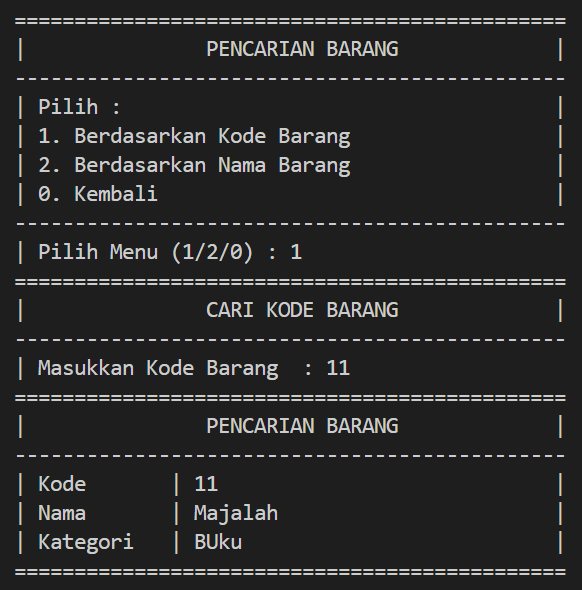 ==============================================
|               PENCARIAN BARANG             |
----------------------------------------------
| Pilih :                                    |
| 1. Berdasarkan Kode Barang                 |
| 2. Berdasarkan Nama Barang                 |
| 0. Kembali                                 |
----------------------------------------------
| Pilih Menu (1/2/0) : 1
==============================================
|               CARI KODE BARANG             |
----------------------------------------------
| Masukkan Kode Barang  : 11
==============================================
|               PENCARIAN BARANG             |
----------------------------------------------
| Kode       | 11                            |
| Nama       | Majalah                       |
| Kategori   | BUku                          |
==============================================